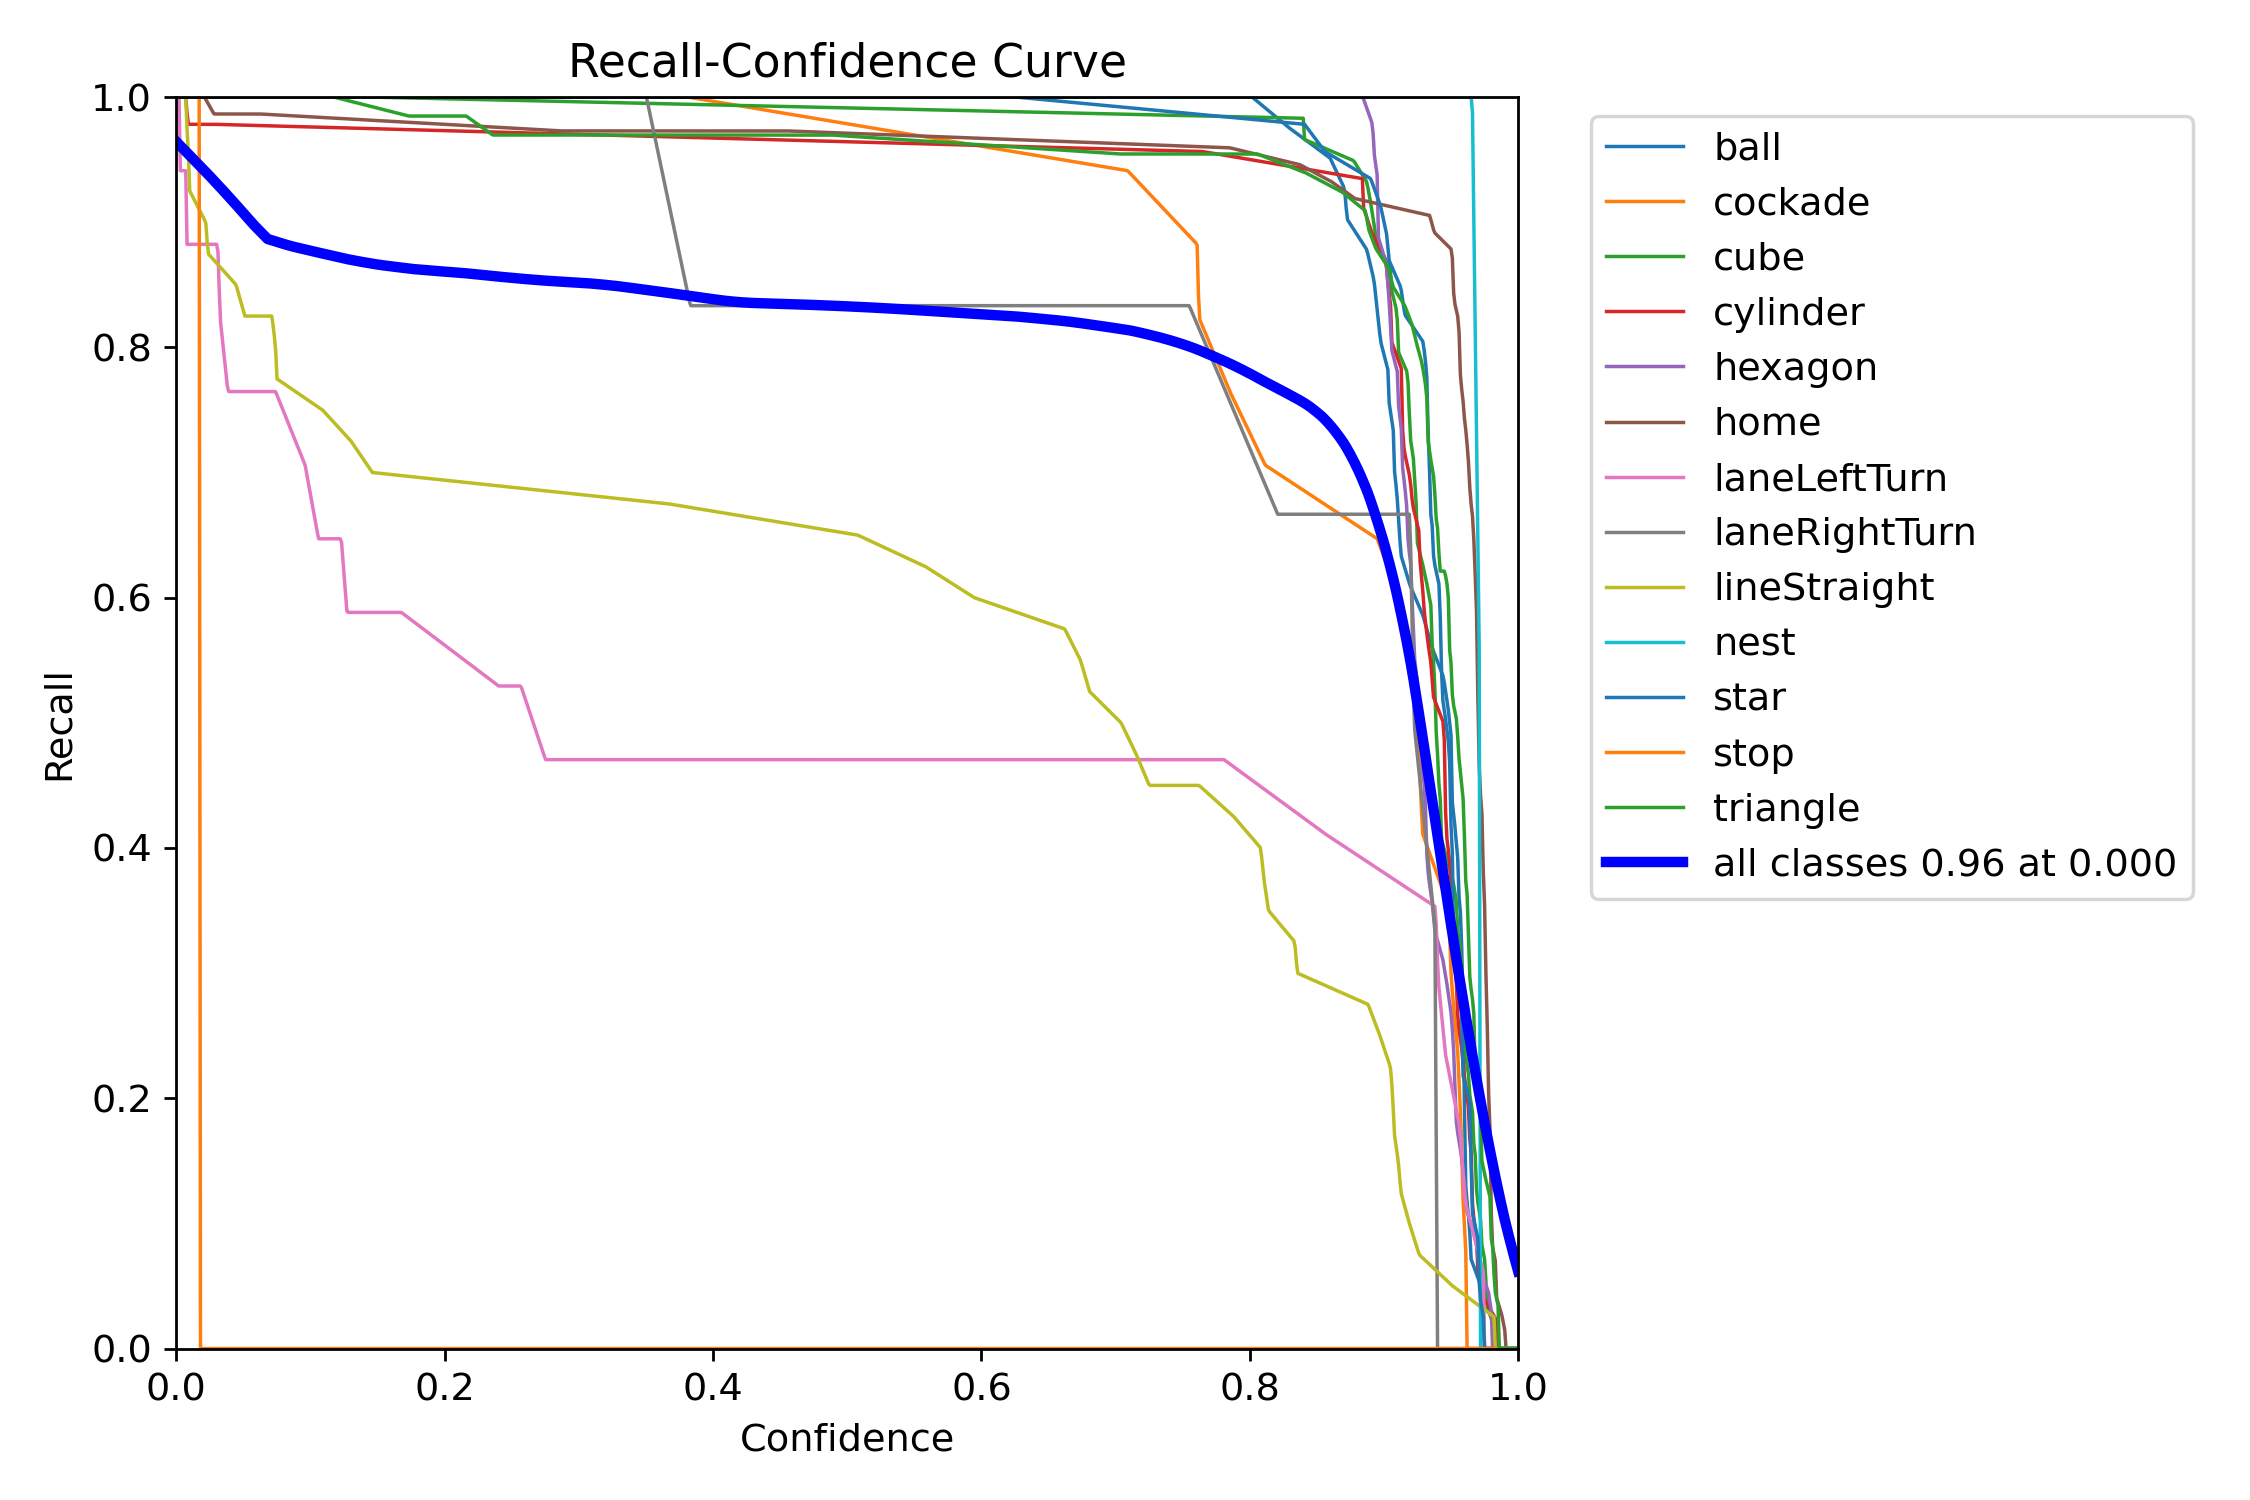 Recall-Confidence Curve
1.0
0.8
0.6
0.4
0.2
0.0
Recall
0.0 0.2 0.4 0.6 0.8 1.0
Confidence
ball
cockade
cube
cylinder
hexagon
home
laneLeftTurn
laneRightTurn
lineStraight
nest
star
stop
triangle
all classes 0.96 at 0.000